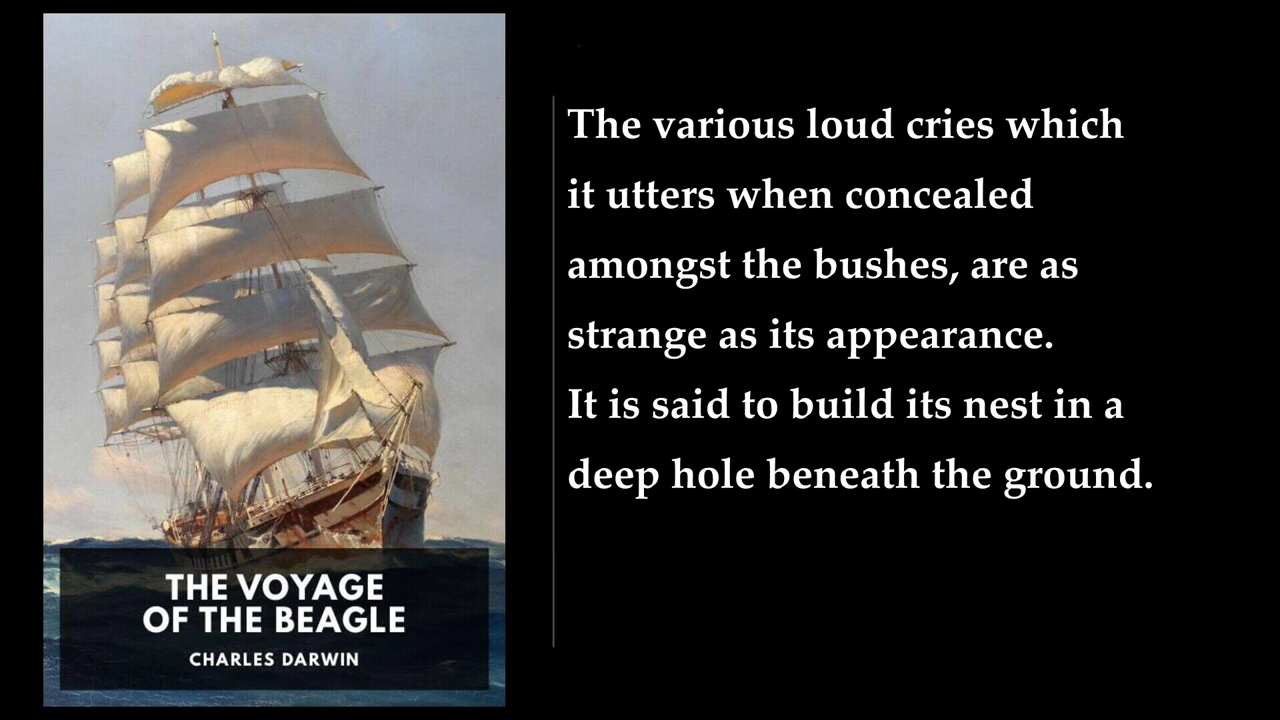 The various loud cries which
it utters when concealed
amongst the bushes, are as
strange as its appearance.
It is said to build its nest in a
deep hole beneath the ground.
THE VOYAGE
OF THE BEAGLE
CHARLES DARWIN